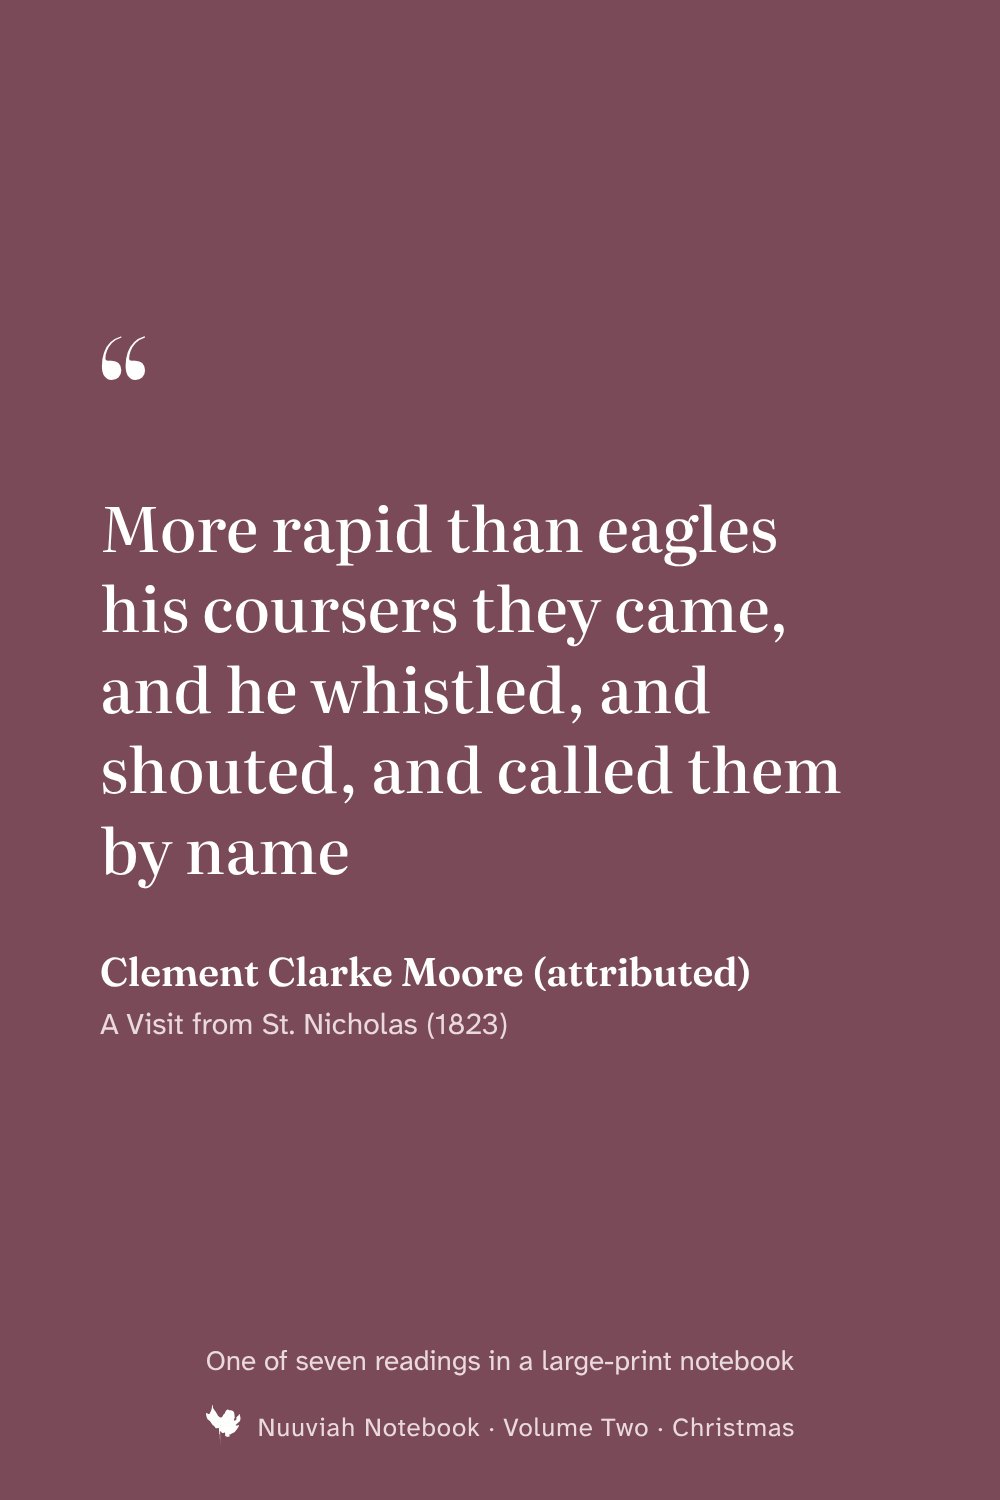 “
More rapid than eagles
his coursers they came,
and he whistled, and
shouted, and called them
by name
Clement Clarke Moore (attributed)
A Visit from St. Nicholas (1823)
One of seven readings in a large-print notebook
Nuuviah Notebook · Volume Two · Christmas